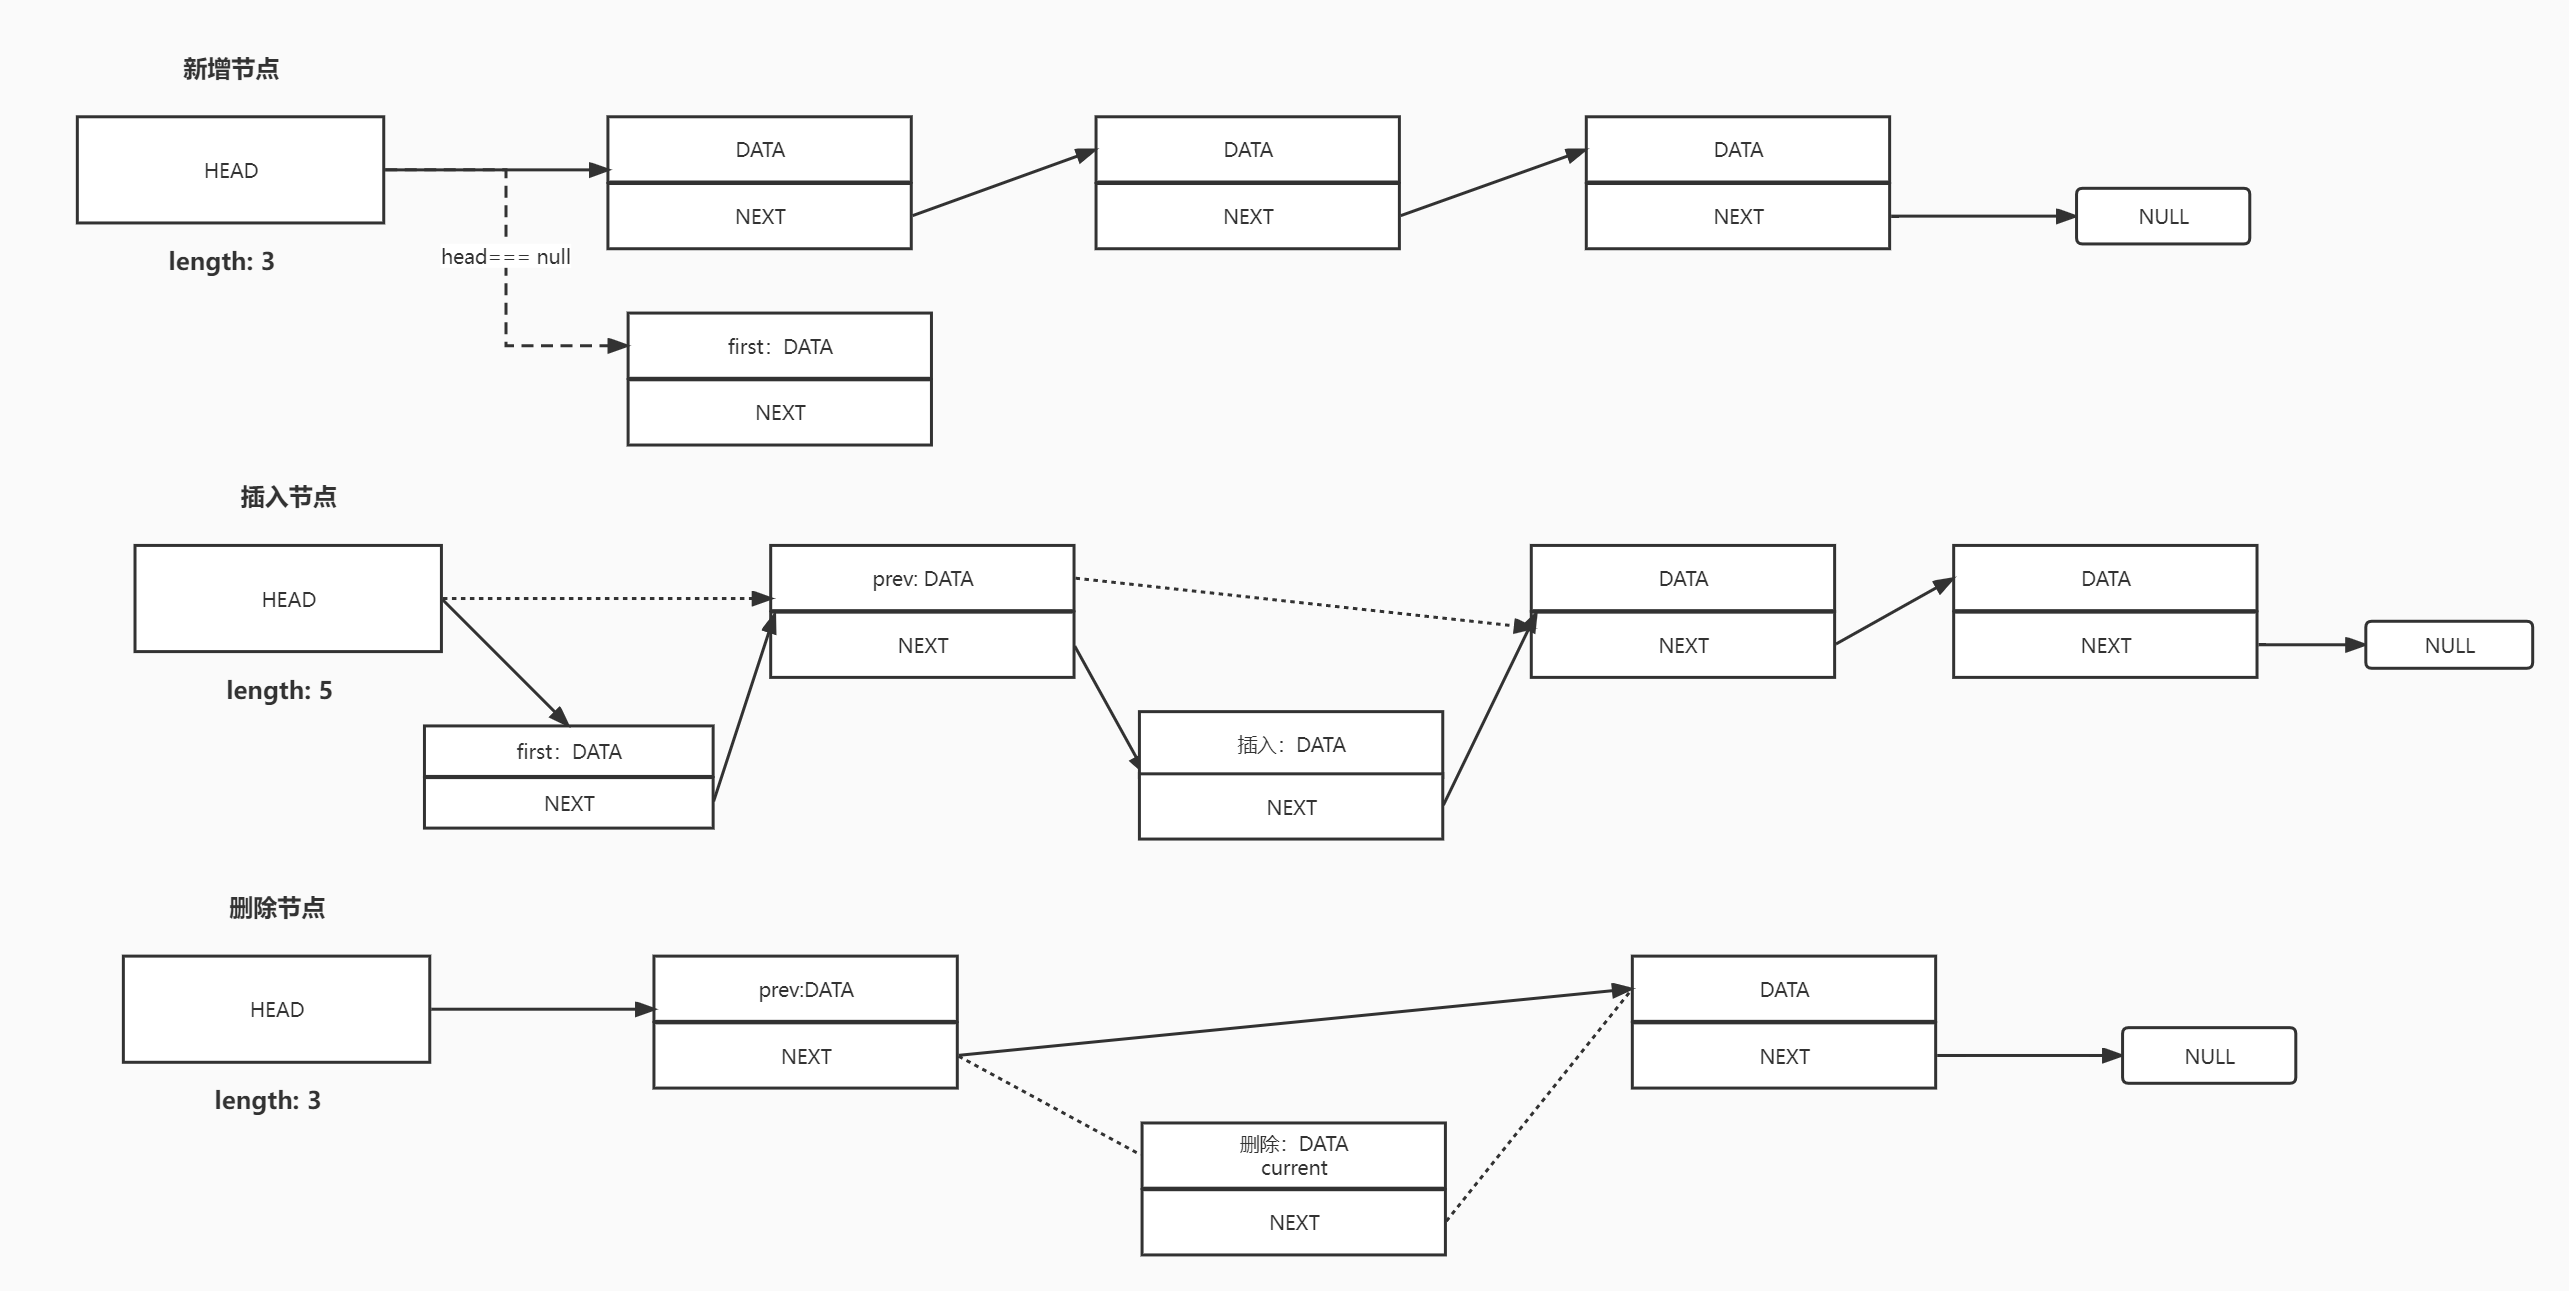 新增节点
HEAD
length: 3
head=== null
DATA
NEXT
DATA
NEXT
DATA
NEXT
NULL
first：DATA
NEXT
插入节点
HEAD
length: 5
first：DATA
NEXT
prev: DATA
NEXT
插入：DATA
NEXT
DATA
NEXT
DATA
NEXT
NULL
删除节点
HEAD
length: 3
prev:DATA
NEXT
删除：DATA
current
NEXT
DATA
NEXT
NULL